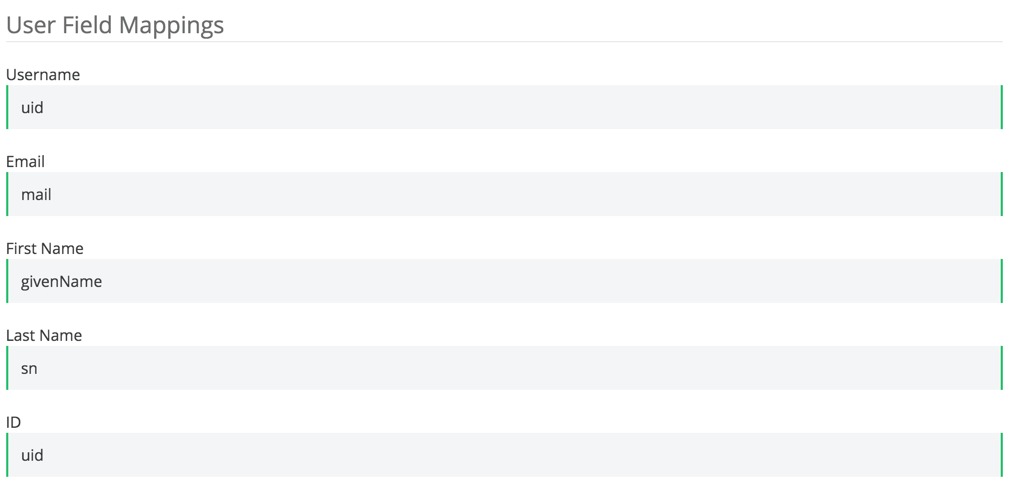 User Field Mappings
Username
uid
Email
mail
First Name
givenName
Last Name
sn
ID
uid